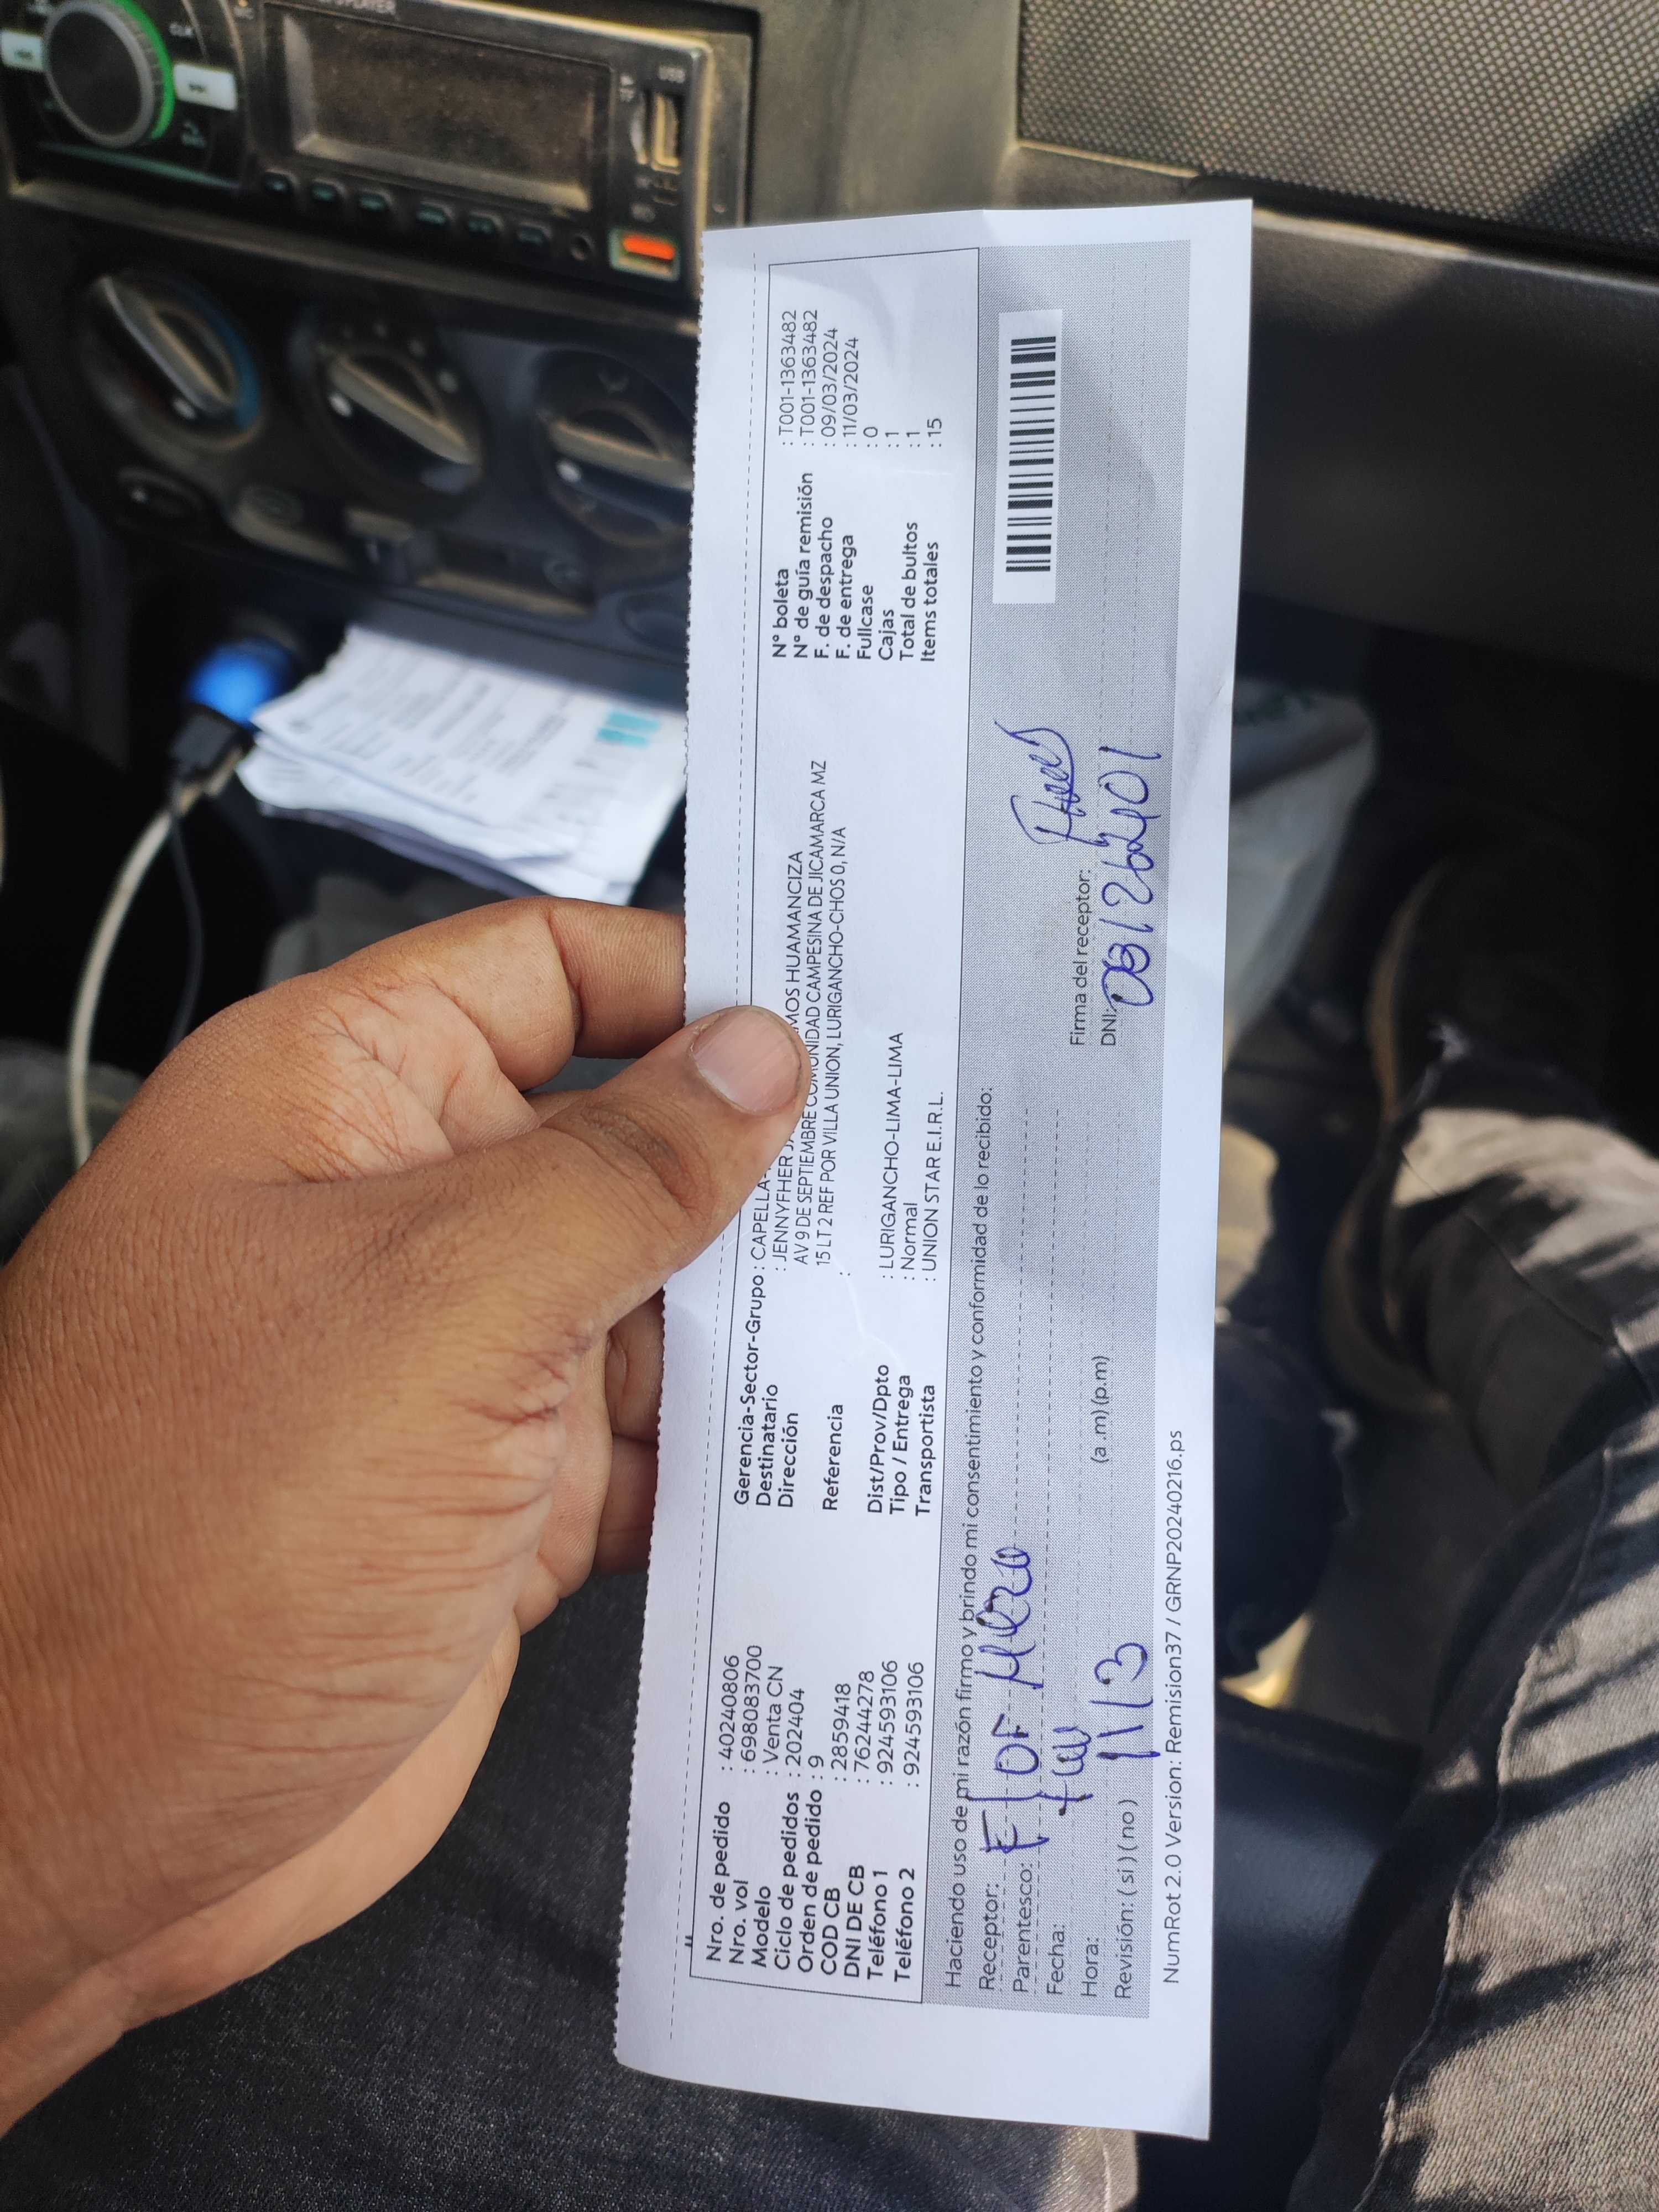 Nro. de pedido : 40240806
Nro. vol : 698083700
Modelo : Venta CN
Ciclo de pedidos : 202404
Orden de pedido : 9
COD CB : 2859418
DNI DE CB : 76244278
Teléfono 1 : 924593106
Teléfono 2 : 924593106
Gerencia-Sector-Grupo : CAPELLA
Destinatario : JENNYFHER MOS HUAMANCIZA
Dirección AV 9 DE SEPTIEMBRE COMUNIDAD CAMPESINA DE JICAMARCA MZ
15 LT 2 REF POR VILLA UNION, LURIGANCHO-CHOS 0, N/A
Referencia :
Dist/Prov/Dpto : LURIGANCHO-LIMA-LIMA
Tipo / Entrega : Normal
Transportista : UNION STAR E.I.R.L.
N° boleta : T001-1363482
N° de guía remisión : T001-1363482
F. de despacho : 09/03/2024
F. de entrega : 11/03/2024
Fullcase : 0
Cajas : 1
Total de bultos : 1
Items totales : 15
Haciendo uso de mi razón firmo y brindo mi consentimiento y conformidad de lo recibido:
Receptor: Flor
Parentesco:
Fecha: 11/3
Hora: (a .m) (p.m)
Revisión: ( si ) ( no )
Firma del receptor:
DNI:
NumRot 2.0 Version: Remision37 / GRNP20240216.ps
USB